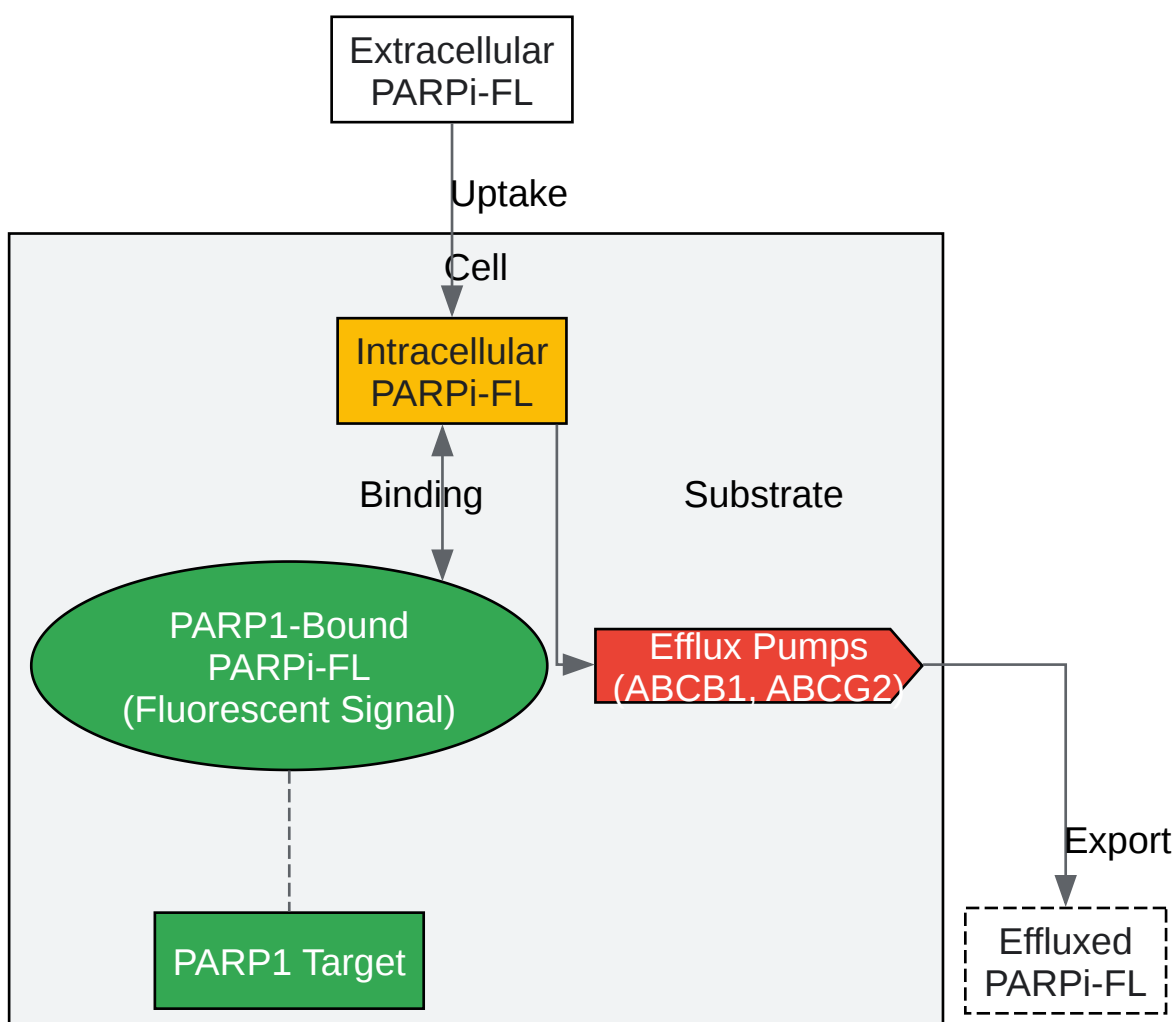 Extracellular
PARPi-FL
Uptake
Cell
Intracellular
PARPi-FL
Binding
Substrate
PARP1-Bound
PARPi-FL
(Fluorescent Signal)
Efflux Pumps
(ABCB1, ABCG2)
Export
PARP1 Target
Effluxed
PARPi-FL